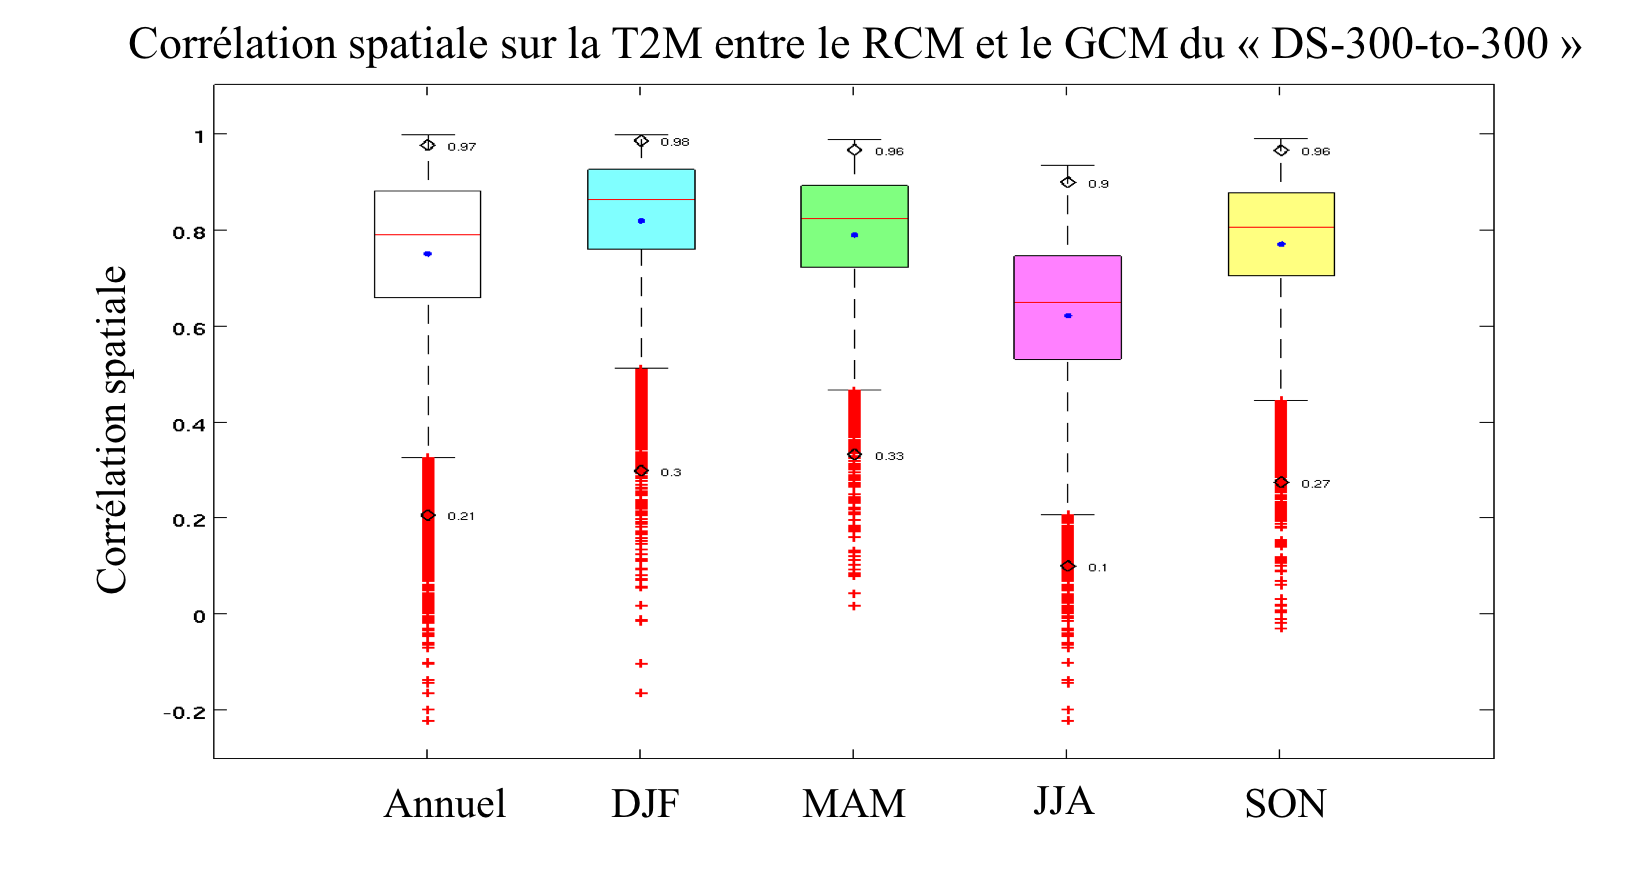 Corrélation spatiale sur la T2M entre le RCM et le GCM du « DS-300-to-300 »
Corrélation spatiale
1
0.8
0.6
0.4
0.2
0
-0.2
0.97
0.21
0.98
0.3
0.96
0.33
0.9
0.1
0.96
0.27
Annuel
DJF
MAM
JJA
SON